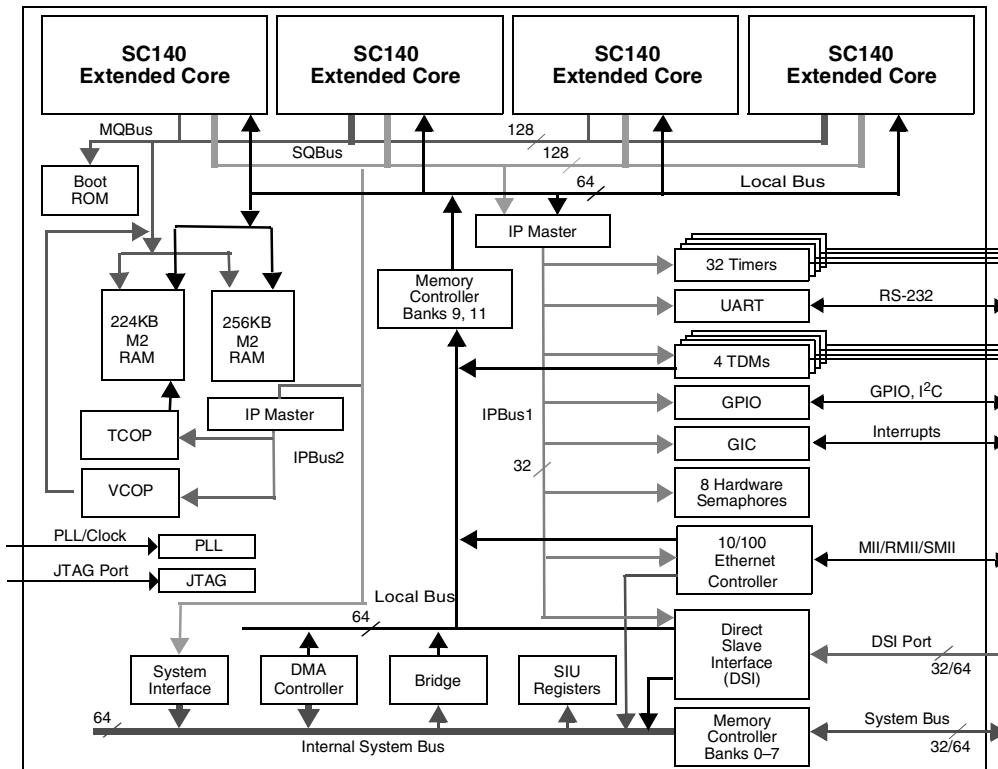 SC140
Extended Core
SC140
Extended Core
SC140
Extended Core
SC140
Extended Core
MQBus
128
SQBus
128
Boot
ROM
64
Local Bus
IP Master
32 Timers
Memory
Controller
Banks 9, 11
UART
RS-232
224KB
M2
RAM
256KB
M2
RAM
4 TDMs
IP Master
IPBus1
GPIO
GPIO, I²C
TCOP
GIC
Interrupts
IPBus2
32
VCOP
8 Hardware
Semaphores
PLL/Clock
PLL
10/100
Ethernet
Controller
MII/RMII/SMII
JTAG Port
JTAG
Local Bus
64
Direct
Slave
Interface
(DSI)
DSI Port
32/64
System
Interface
DMA
Controller
Bridge
SIU
Registers
64
Internal System Bus
Memory
Controller
Banks 0–7
System Bus
32/64